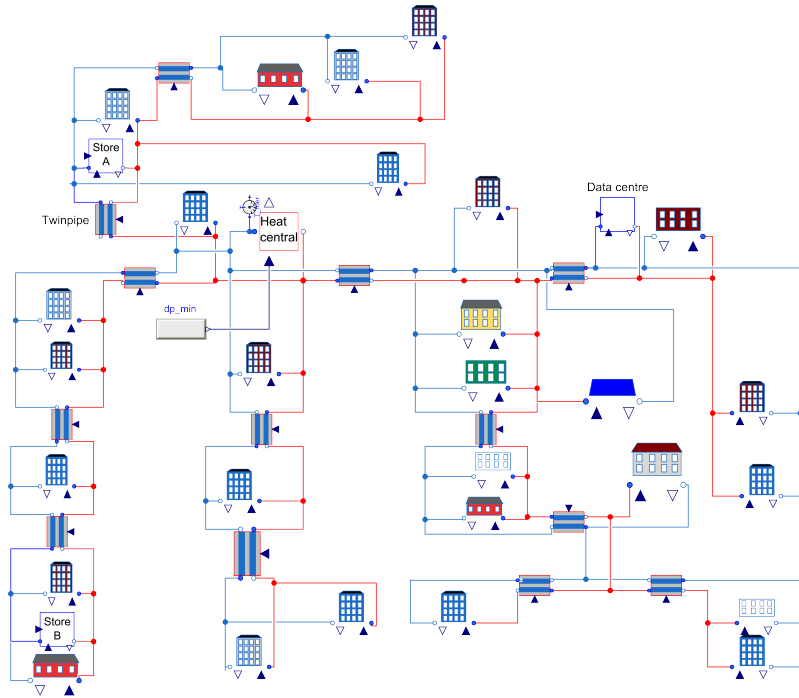 Store
A
Data centre
Twinpipe
Heat
central
dp_min
Store
B